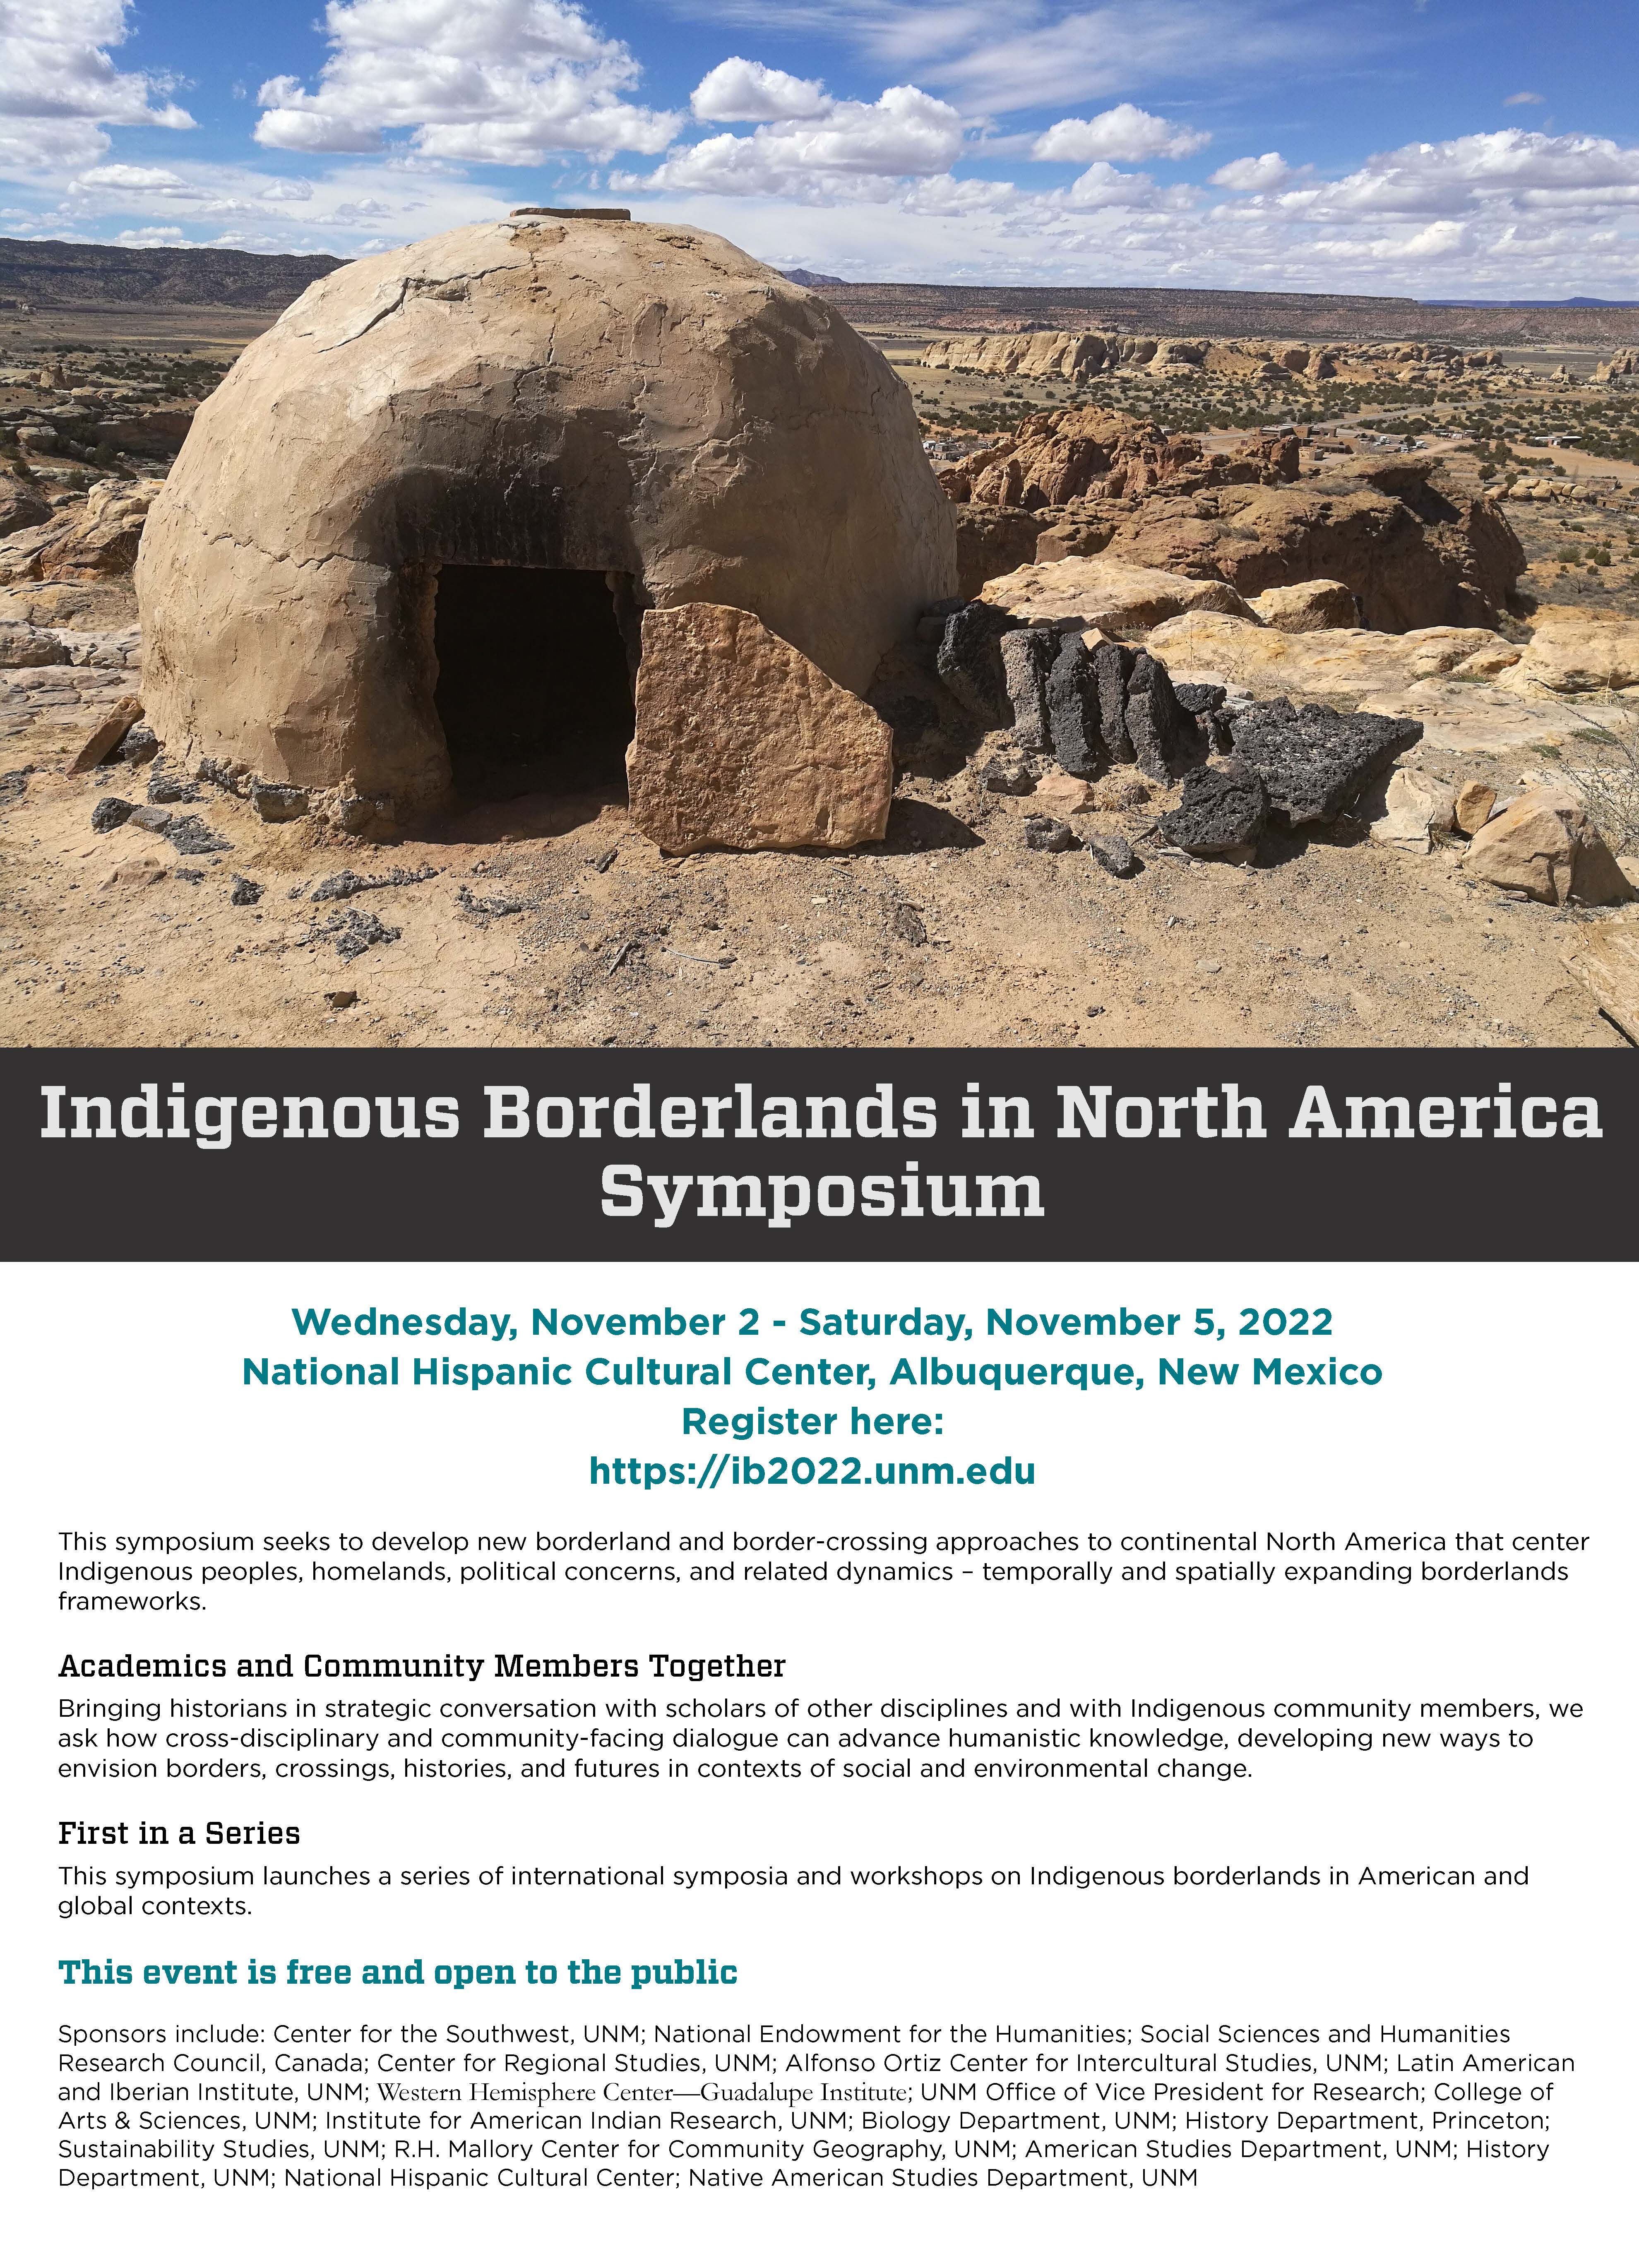 Indigenous Borderlands in North America
Symposium
Wednesday, November 2 - Saturday, November 5, 2022
National Hispanic Cultural Center, Albuquerque, New Mexico
Register here:
https://ib2022.unm.edu
This symposium seeks to develop new borderland and border-crossing approaches to continental North America that center
Indigenous peoples, homelands, political concerns, and related dynamics – temporally and spatially expanding borderlands
frameworks.
Academics and Community Members Together
Bringing historians in strategic conversation with scholars of other disciplines and with Indigenous community members, we
ask how cross-disciplinary and community-facing dialogue can advance humanistic knowledge, developing new ways to
envision borders, crossings, histories, and futures in contexts of social and environmental change.
First in a Series
This symposium launches a series of international symposia and workshops on Indigenous borderlands in American and
global contexts.
This event is free and open to the public
Sponsors include: Center for the Southwest, UNM; National Endowment for the Humanities; Social Sciences and Humanities
Research Council, Canada; Center for Regional Studies, UNM; Alfonso Ortiz Center for Intercultural Studies, UNM; Latin American
and Iberian Institute, UNM; Western Hemisphere Center—Guadalupe Institute; UNM Office of Vice President for Research; College of
Arts & Sciences, UNM; Institute for American Indian Research, UNM; Biology Department, UNM; History Department, Princeton;
Sustainability Studies, UNM; R.H. Mallory Center for Community Geography, UNM; American Studies Department, UNM; History
Department, UNM; National Hispanic Cultural Center; Native American Studies Department, UNM